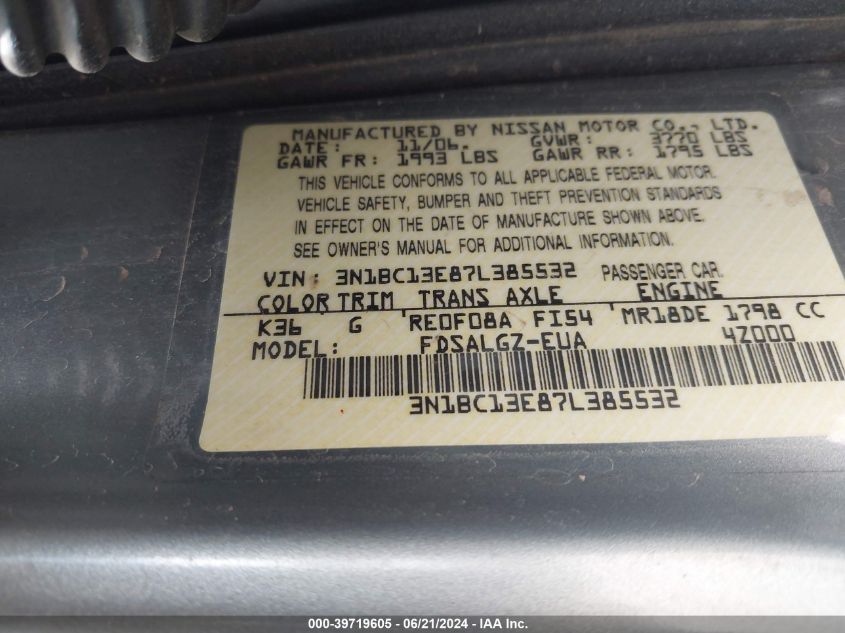 MANUFACTURED BY NISSAN MOTOR CO., LTD.
DATE: 11/06. GVWR: 3770 LBS
GAWR FR: 1993 LBS GAWR RR: 1795 LBS
THIS VEHICLE CONFORMS TO ALL APPLICABLE FEDERAL MOTOR
VEHICLE SAFETY, BUMPER AND THEFT PREVENTION STANDARDS
IN EFFECT ON THE DATE OF MANUFACTURE SHOWN ABOVE.
SEE OWNER'S MANUAL FOR ADDITIONAL INFORMATION.
VIN: 3N1BC13E87L385532 PASSENGER CAR
COLOR TRIM TRANS AXLE ENGINE
K36 G RE0F08A FI54 MR18DE 1798 CC
MODEL: FDSALGZ-EUA 4Z000
3N1BC13E87L385532
000-39719605 - 06/21/2024 - IAA Inc.